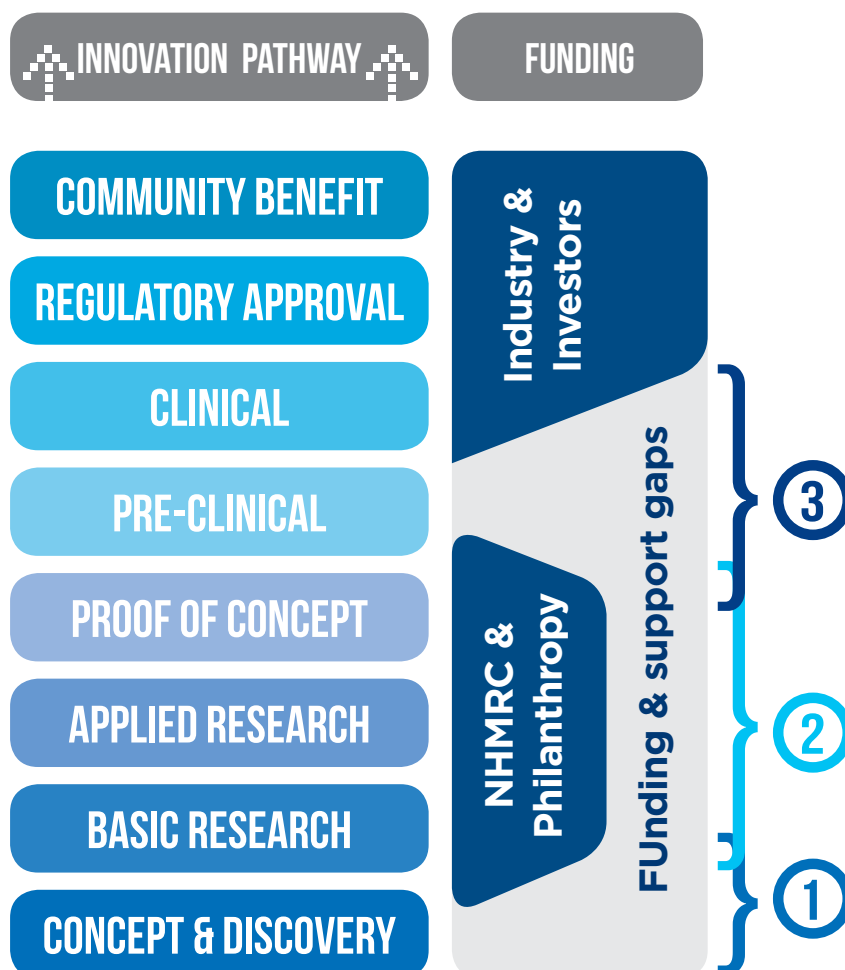 INNOVATION PATHWAY
FUNDING
COMMUNITY BENEFIT
REGULATORY APPROVAL
CLINICAL
PRE-CLINICAL
PROOF OF CONCEPT
APPLIED RESEARCH
BASIC RESEARCH
CONCEPT & DISCOVERY
Industry &
Investors
NHMRC &
Philanthropy
FUnding & support gaps
3
2
1